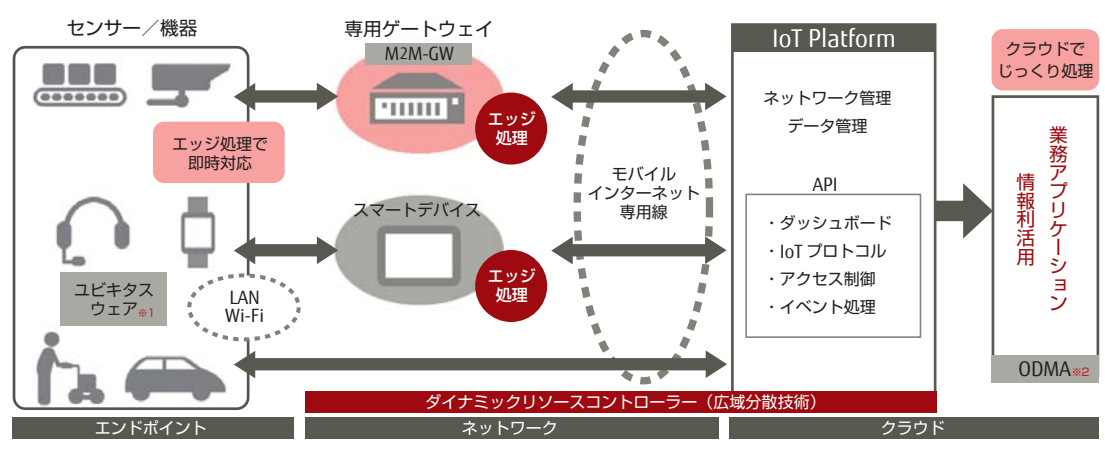 センサー／機器
エッジ処理で
即時対応
ユビキタス
ウェア※1
LAN
Wi-Fi
専用ゲートウェイ
M2M-GW
エッジ
処理
スマートデバイス
エッジ
処理
モバイル
インターネット
専用線
IoT Platform
ネットワーク管理
データ管理
API
・ダッシュボード
・IoT プロトコル
・アクセス制御
・イベント処理
クラウドで
じっくり処理
業務アプリケーション
情報利活用
ODMA※2
ダイナミックリソースコントローラー（広域分散技術）
エンドポイント
ネットワーク
クラウド